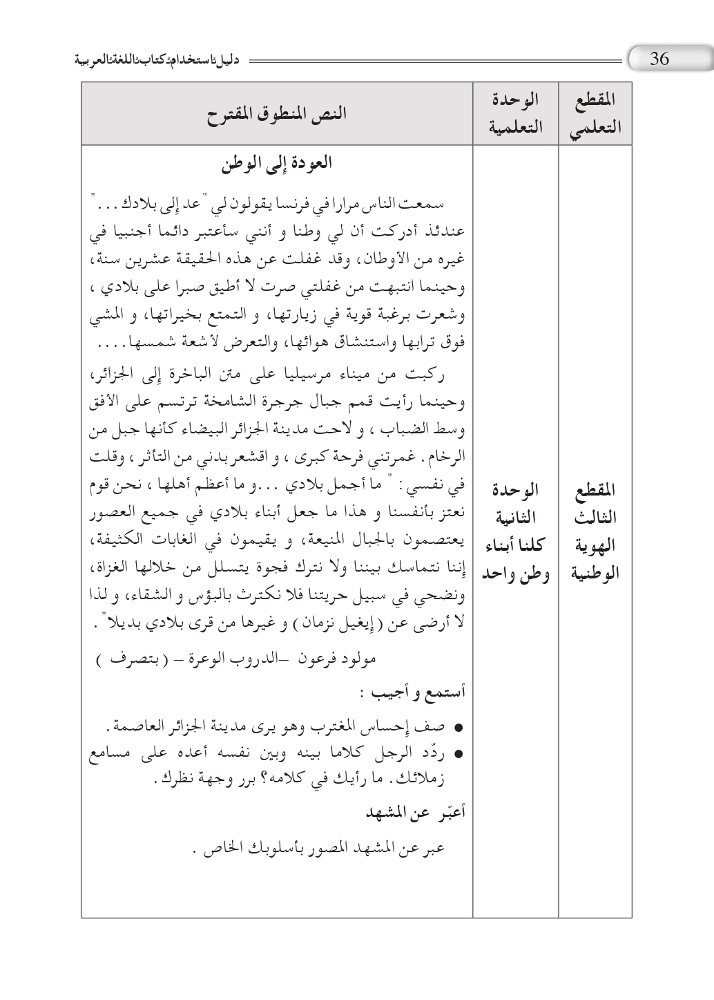 36
دليل استخدام كتاب اللغة العربية
المقطع
التعلمي
الوحدة
التعلمية
النص المنطوق المقترح
المقطع
الثالث
الهوية
الوطنية
الوحدة
الثانية
كلنا أبناء
وطن واحد
العودة إلى الوطن
سمعت الناس مرارا في فرنسا يقولون لي "عد إلى بلادك..."
عندئذ أدركت أن لي وطنا و أنني سأعتبر دائما أجنبيا في
غيره من الأوطان، وقد غفلت عن هذه الحقيقة عشرين سنة،
وحينما انتبهت من غفلتي صرت لا أطيق صبرا على بلادي ،
وشعرت برغبة قوية في زيارتها، و التمتع بخيراتها، و المشي
فوق ترابها واستنشاق هوائها، والتعرض لأشعة شمسها....
ركبت من ميناء مرسيليا على متن الباخرة إلى الجزائر،
وحينما رأيت قمم جبال جرجرة الشامخة ترتسم على الأفق
وسط الضباب ، و لاحت مدينة الجزائر البيضاء كأنها جبل من
الرخام. غمرتني فرحة كبرى ، و اقشعر بدني من التأثر ، وقلت
في نفسي: " ما أجمل بلادي ...و ما أعظم أهلها ، نحن قوم
نعتز بأنفسنا و هذا ما جعل أبناء بلادي في جميع العصور
يعتصمون بالجبال المنيعة، و يقيمون في الغابات الكثيفة،
إننا نتماسك بيننا ولا نترك فجوة يتسلل من خلالها الغزاة،
ونضحي في سبيل حريتنا فلا نكترث بالبؤس و الشقاء، و لذا
لا أرضى عن (إيغيل نزمان) و غيرها من قرى بلادي بديلا".
مولود فرعون –الدروب الوعرة – (بتصرف )
أستمع و أجيب :
● صف إحساس المغترب وهو يرى مدينة الجزائر العاصمة.
● ردّد الرجل كلاما بينه وبين نفسه أعده على مسامع
زملائك. ما رأيك في كلامه؟ برر وجهة نظرك.
أعبّر عن المشهد
عبر عن المشهد المصور بأسلوبك الخاص .